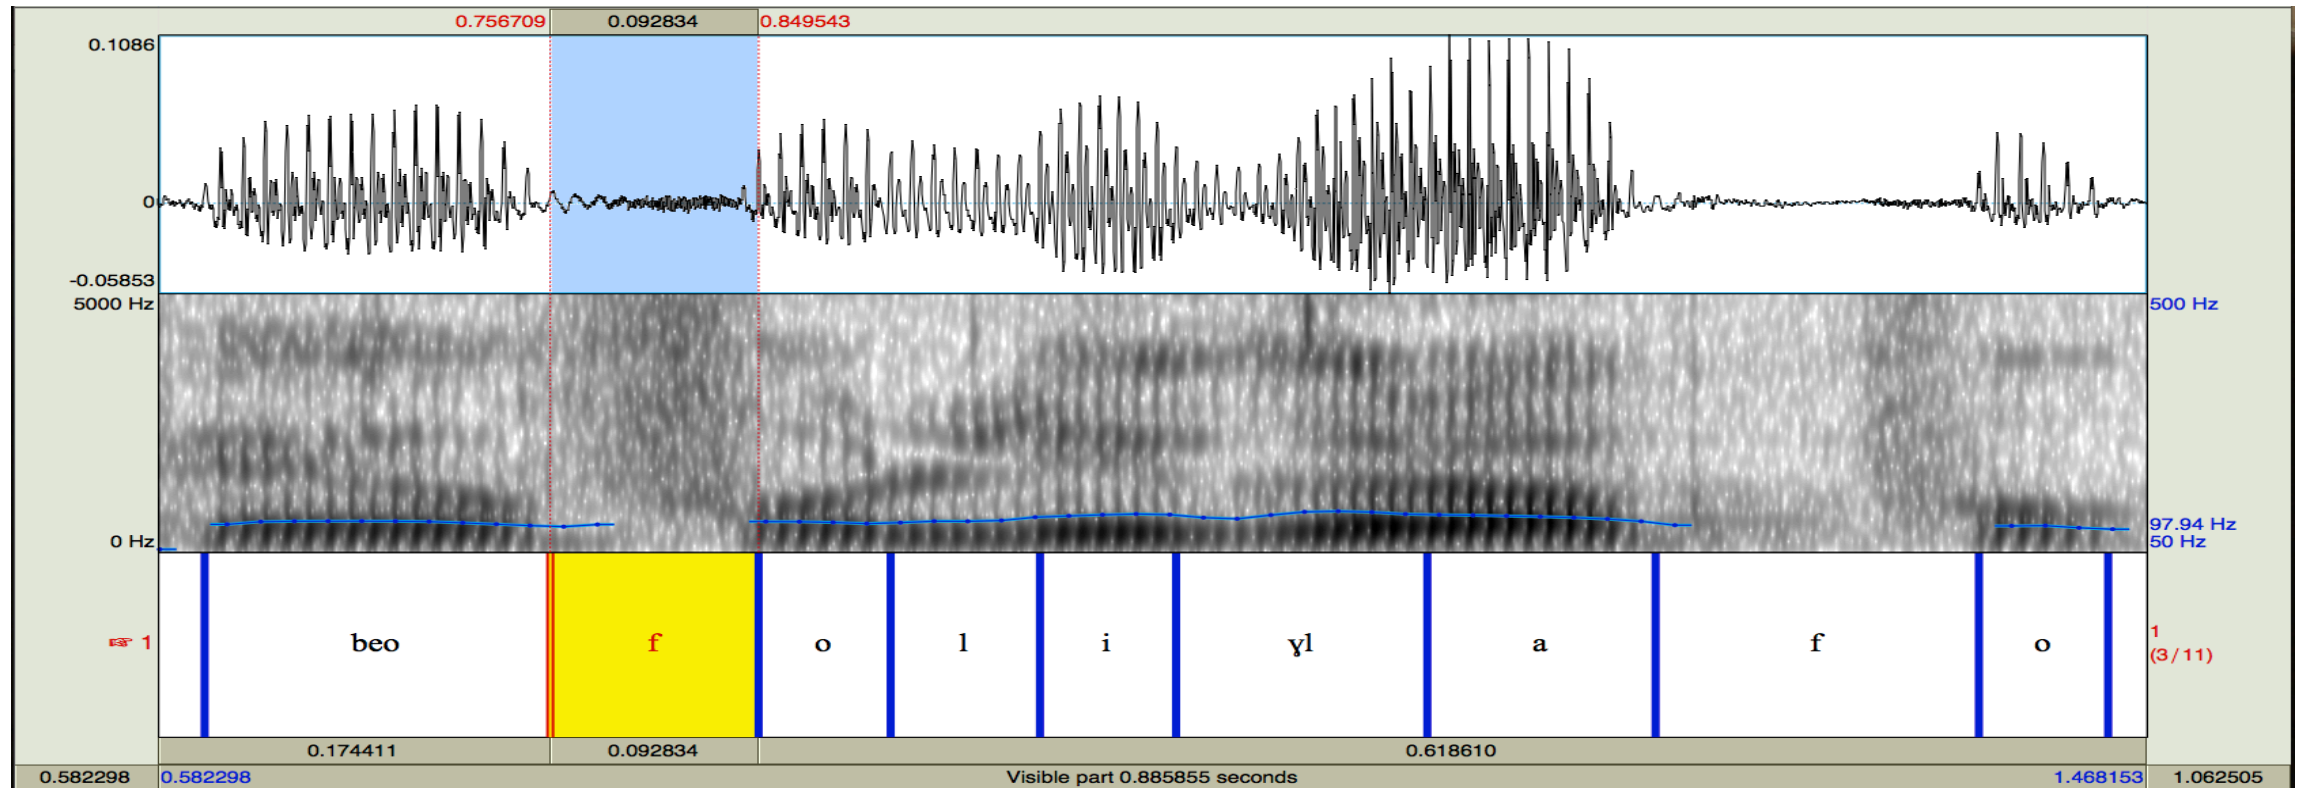 0.756709 0.092834 0.849543
0.1086
0
-0.05853
5000 Hz 500 Hz
97.94 Hz
0 Hz 50 Hz
☞ 1 beo f o l i ɣl a f o 1
(3/11)
0.174411 0.092834 0.618610
0.582298 0.582298 Visible part 0.885855 seconds 1.468153 1.062505